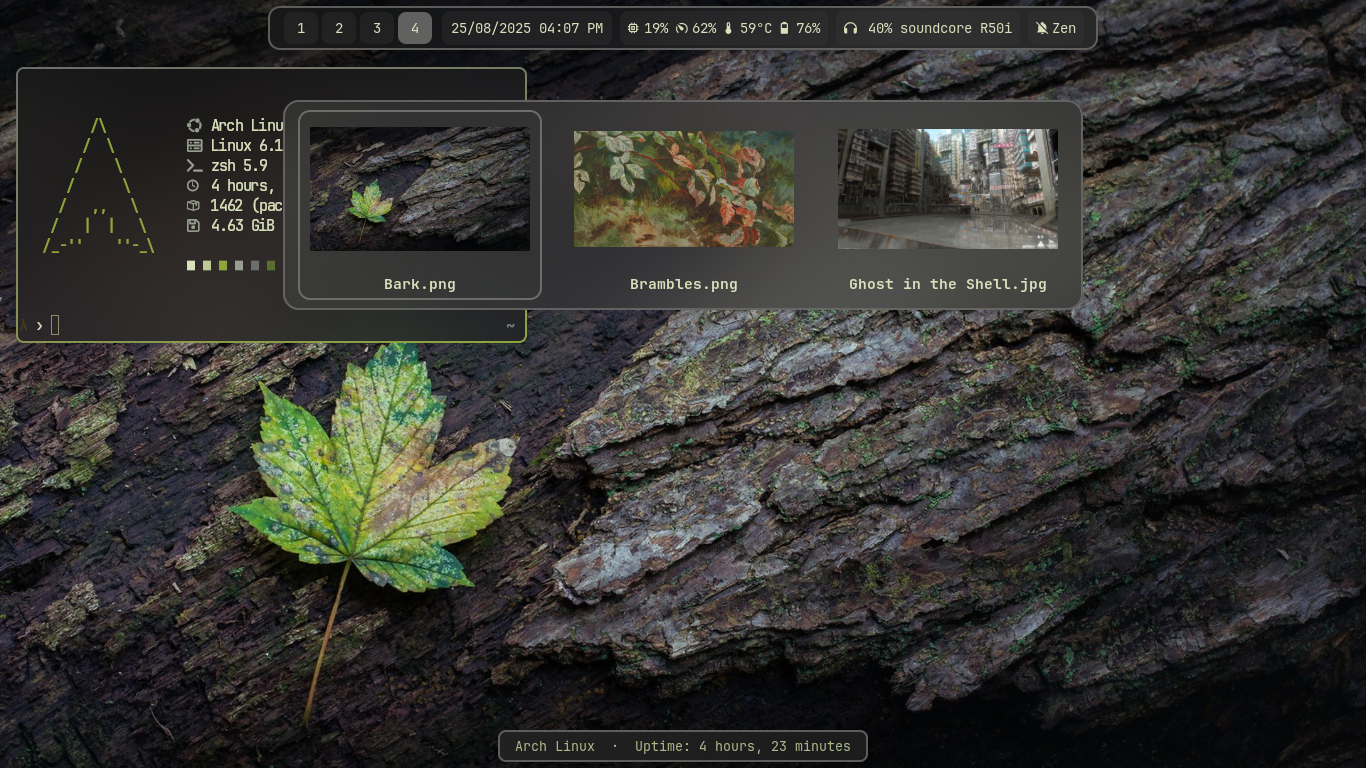 1 2 3 4 25/08/2025 04:07 PM 19% 62% 59°C 76% 40% soundcore R50i Zen
Arch Linu
Linux 6.1
zsh 5.9
4 hours,
1462 (pac
4.63 GiB
Bark.png Brambles.png Ghost in the Shell.jpg
❯ ~
Arch Linux · Uptime: 4 hours, 23 minutes